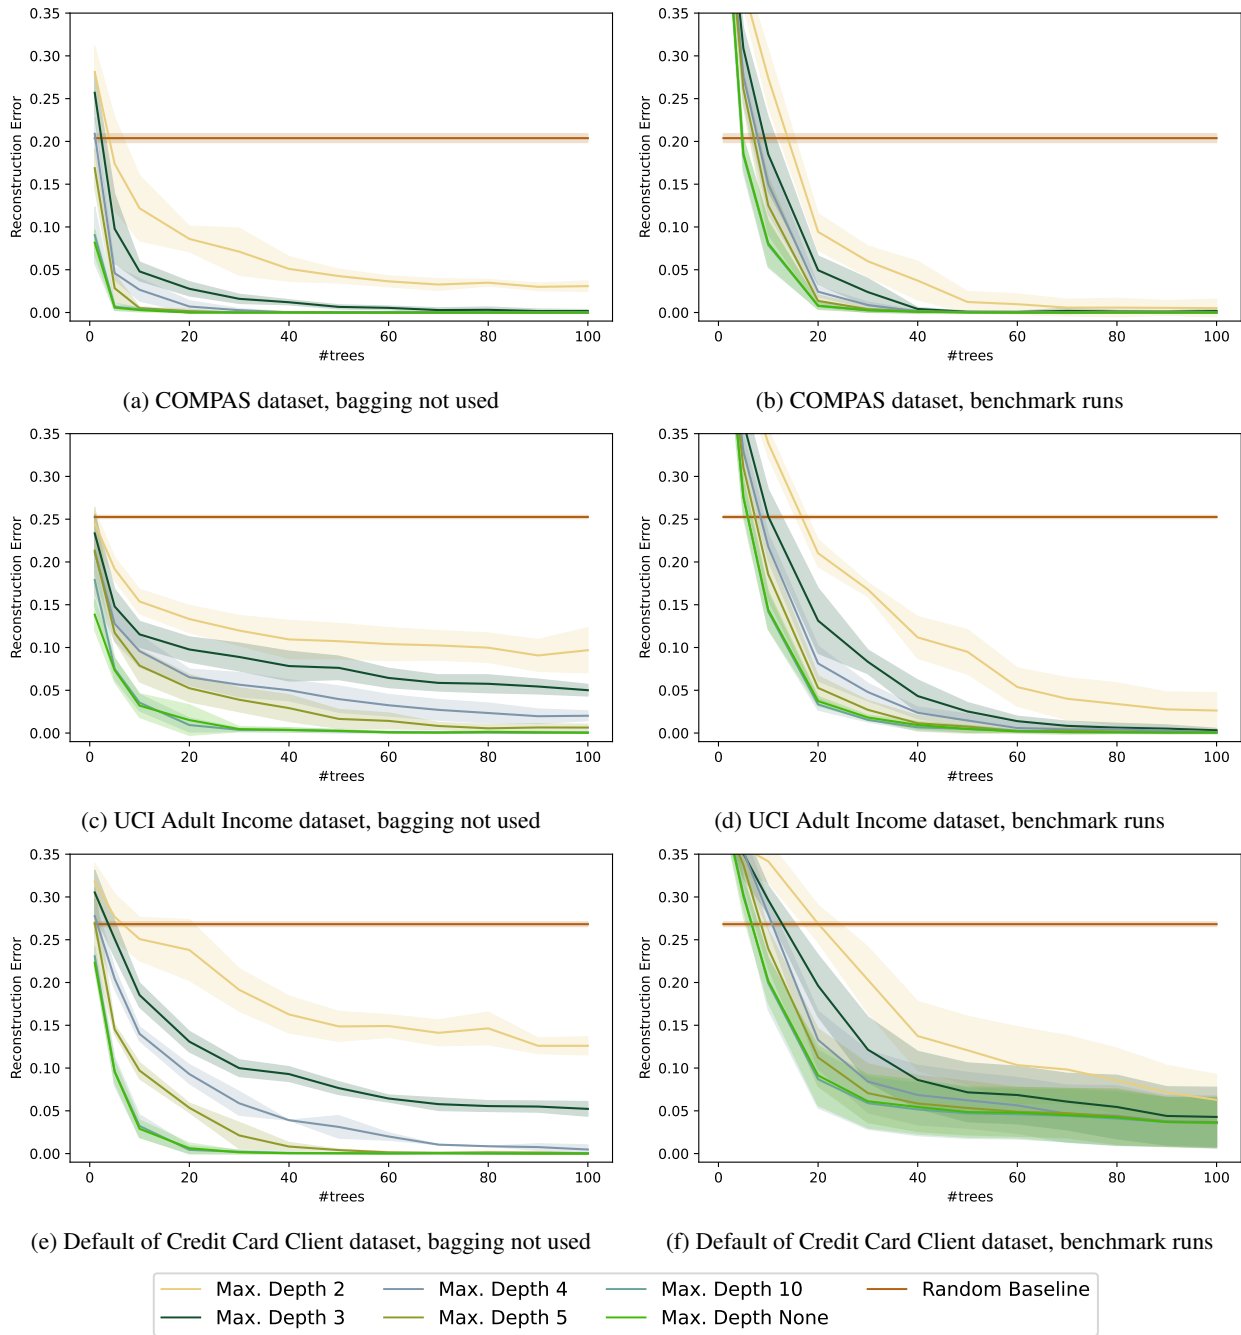 0.35
0.30
0.25
0.20
0.15
0.10
0.05
0.00
Reconstruction Error
0 20 40 60 80 100
#trees
(a) COMPAS dataset, bagging not used
0.35
0.30
0.25
0.20
0.15
0.10
0.05
0.00
Reconstruction Error
0 20 40 60 80 100
#trees
(b) COMPAS dataset, benchmark runs
0.35
0.30
0.25
0.20
0.15
0.10
0.05
0.00
Reconstruction Error
0 20 40 60 80 100
#trees
(c) UCI Adult Income dataset, bagging not used
0.35
0.30
0.25
0.20
0.15
0.10
0.05
0.00
Reconstruction Error
0 20 40 60 80 100
#trees
(d) UCI Adult Income dataset, benchmark runs
0.35
0.30
0.25
0.20
0.15
0.10
0.05
0.00
Reconstruction Error
0 20 40 60 80 100
#trees
(e) Default of Credit Card Client dataset, bagging not used
0.35
0.30
0.25
0.20
0.15
0.10
0.05
0.00
Reconstruction Error
0 20 40 60 80 100
#trees
(f) Default of Credit Card Client dataset, benchmark runs
Max. Depth 2 Max. Depth 4 Max. Depth 10 Random Baseline
Max. Depth 3 Max. Depth 5 Max. Depth None